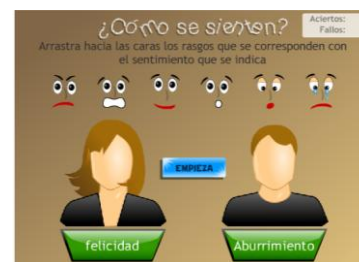 ¿Cómo se sienten?
Aciertos:
Fallos:
Arrastra hacia las caras los rasgos que se corresponden con
el sentimiento que se indica
EMPIEZA
felicidad
Aburrimiento